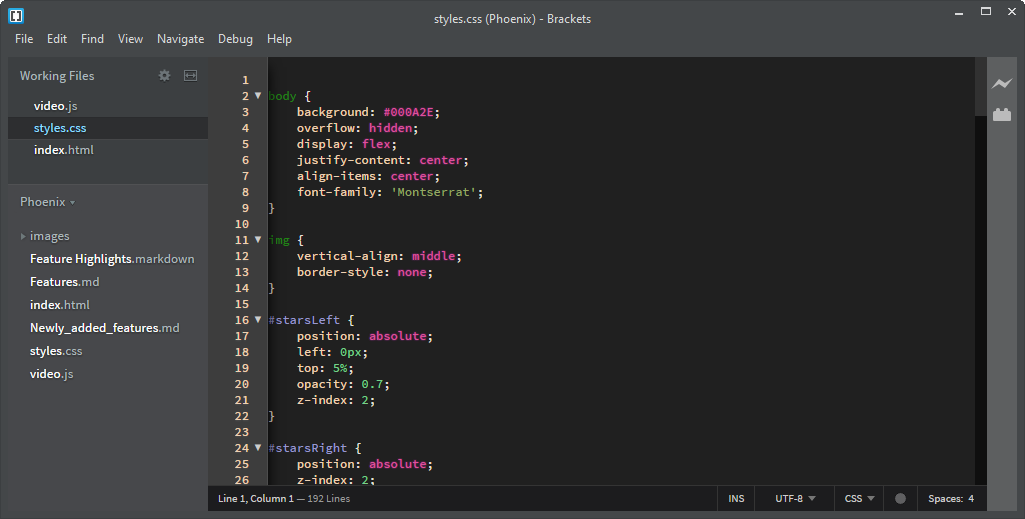 styles.css (Phoenix) - Brackets
File Edit Find View Navigate Debug Help
Working Files
video.js
styles.css
index.html
Phoenix
images
Feature Highlights.markdown
Features.md
index.html
Newly_added_features.md
styles.css
video.js
1
2 body {
3     background: #000A2E;
4     overflow: hidden;
5     display: flex;
6     justify-content: center;
7     align-items: center;
8     font-family: 'Montserrat';
9 }
10
11 img {
12     vertical-align: middle;
13     border-style: none;
14 }
15
16 #starsLeft {
17     position: absolute;
18     left: 0px;
19     top: 5%;
20     opacity: 0.7;
21     z-index: 2;
22 }
23
24 #starsRight {
25     position: absolute;
26     z-index: 2;
Line 1, Column 1 — 192 Lines INS UTF-8 CSS Spaces: 4